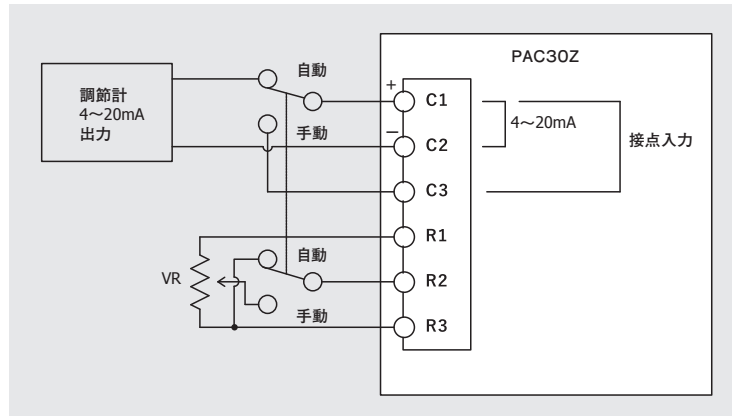 PAC30Z
調節計
4～20mA
出力
自動
手動
+
−
C1
C2
C3
R1
R2
R3
4～20mA
接点入力
VR
自動
手動